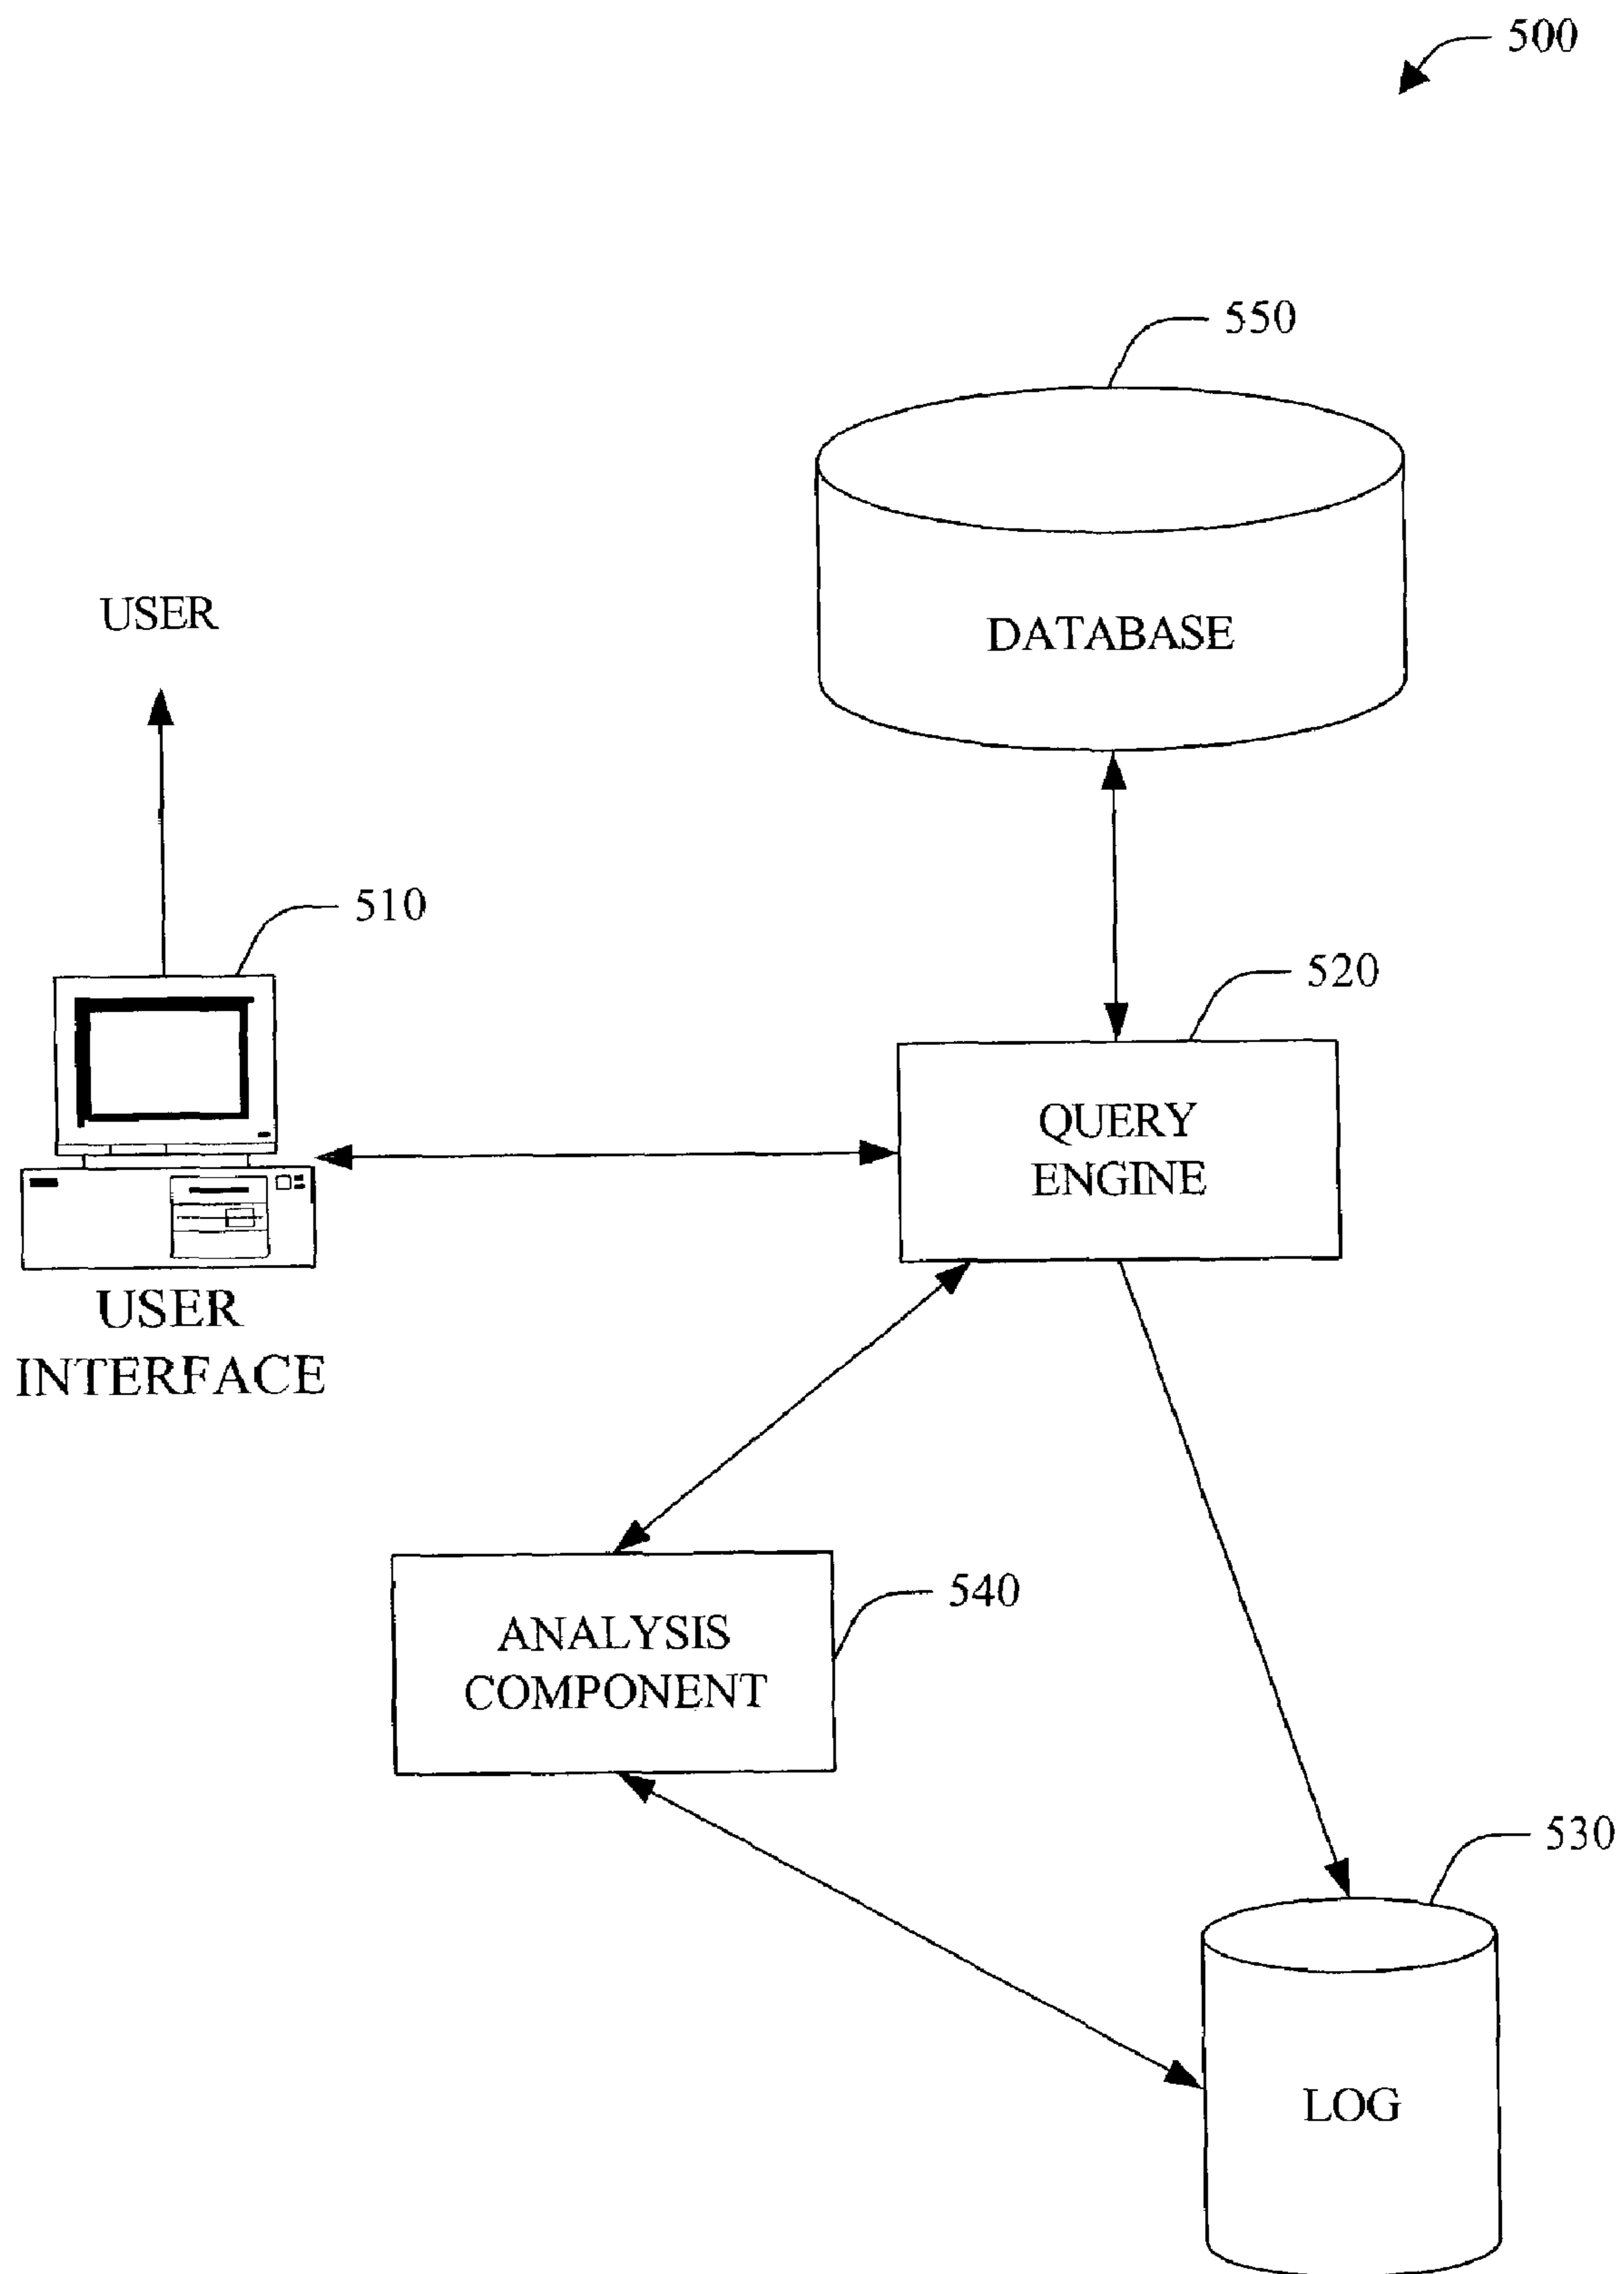 500
550
DATABASE
USER
510
520
QUERY
ENGINE
USER
INTERFACE
540
ANALYSIS
COMPONENT
530
LOG